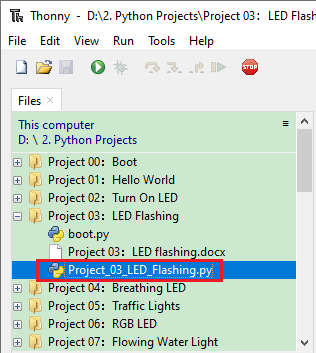 Thonny - D:\2. Python Projects\Project 03：LED Flash
File Edit View Run Tools Help
STOP
Files ×
This computer
D: \ 2. Python Projects
Project 00：Boot
Project 01：Hello World
Project 02：Turn On LED
Project 03：LED Flashing
boot.py
Project 03：LED flashing.docx
Project_03_LED_Flashing.py
Project 04：Breathing LED
Project 05：Traffic Lights
Project 06：RGB LED
Project 07：Flowing Water Light